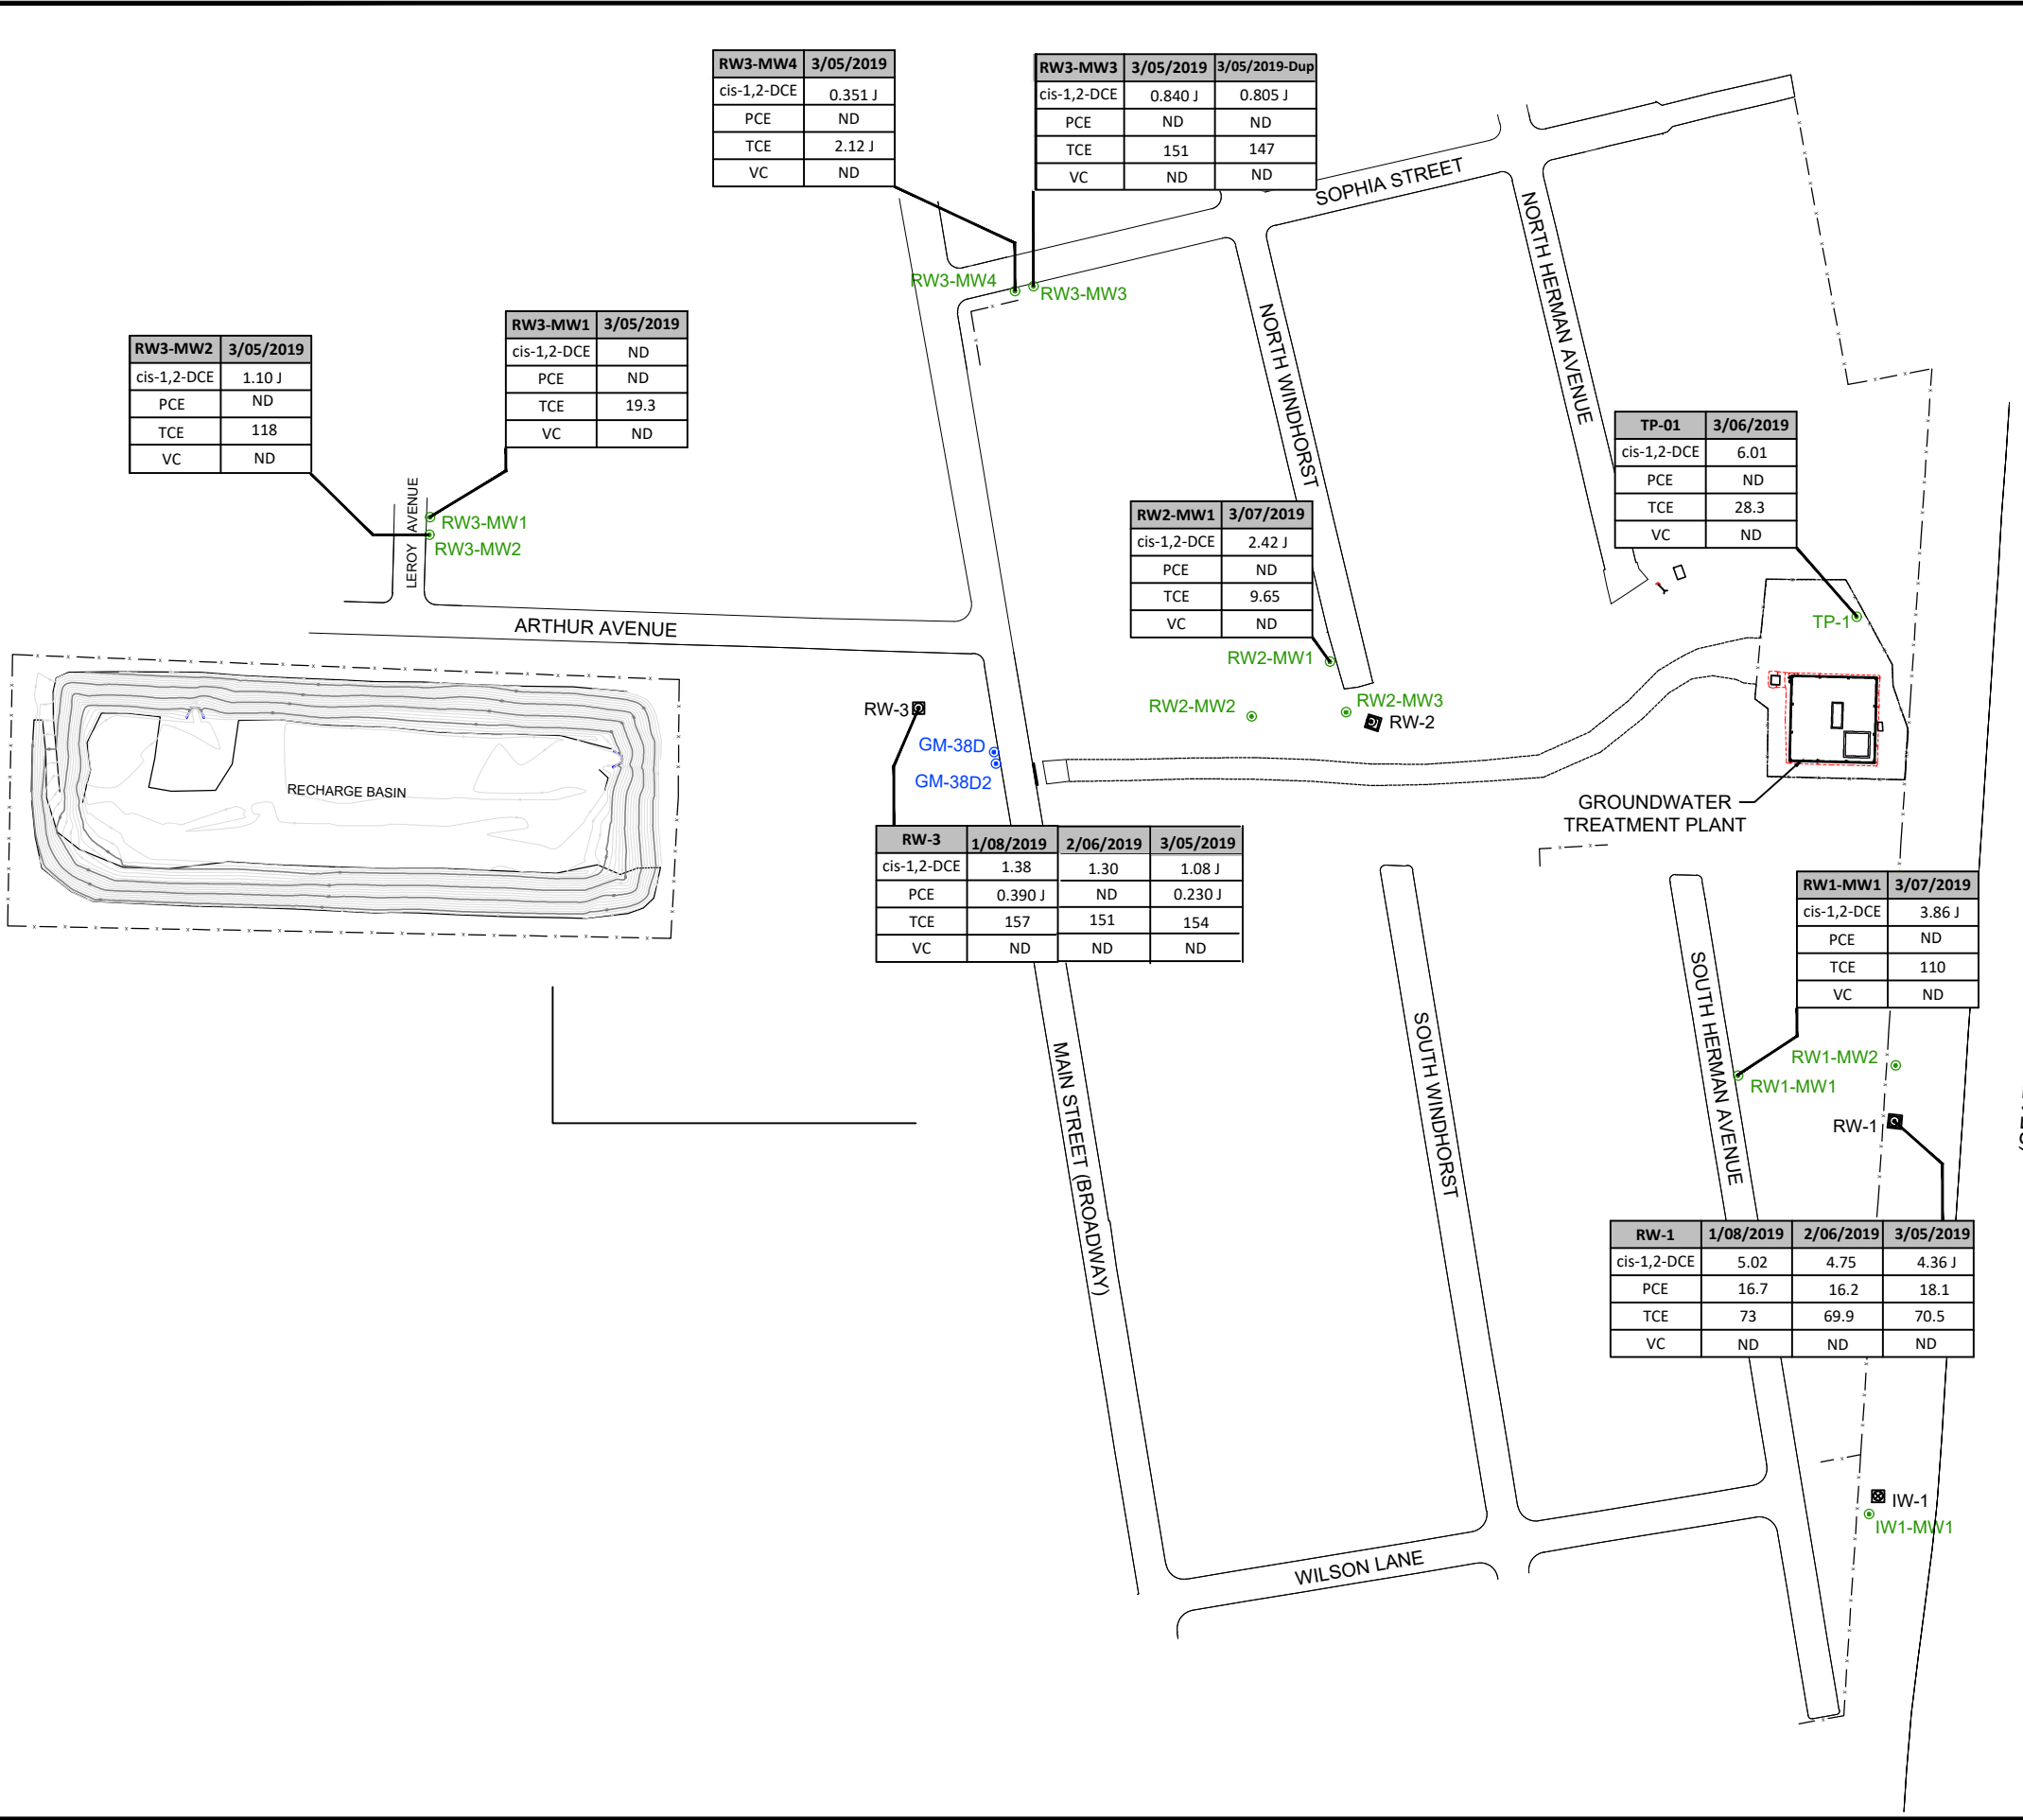 RW3-MW4 3/05/2019
cis-1,2-DCE 0.351 J
PCE ND
TCE 2.12 J
VC ND
RW3-MW3 3/05/2019 3/05/2019-Dup
cis-1,2-DCE 0.840 J 0.805 J
PCE ND ND
TCE 151 147
VC ND ND
SOPHIA STREET
NORTH HERMAN AVENUE
RW3-MW4
RW3-MW3
NORTH WINDHORST
RW3-MW2 3/05/2019
cis-1,2-DCE 1.10 J
PCE ND
TCE 118
VC ND
RW3-MW1 3/05/2019
cis-1,2-DCE ND
PCE ND
TCE 19.3
VC ND
LEROY AVENUE
RW3-MW1
RW3-MW2
TP-01 3/06/2019
cis-1,2-DCE 6.01
PCE ND
TCE 28.3
VC ND
RW2-MW1 3/07/2019
cis-1,2-DCE 2.42 J
PCE ND
TCE 9.65
VC ND
ARTHUR AVENUE
TP-1
RW2-MW1
RW2-MW2
RW2-MW3
RW-2
RW-3
GM-38D
GM-38D2
RECHARGE BASIN
GROUNDWATER
TREATMENT PLANT
RW-3 1/08/2019 2/06/2019 3/05/2019
cis-1,2-DCE 1.38 1.30 1.08 J
PCE 0.390 J ND 0.230 J
TCE 157 151 154
VC ND ND ND
RW1-MW1 3/07/2019
cis-1,2-DCE 3.86 J
PCE ND
TCE 110
VC ND
MAIN STREET (BROADWAY)
SOUTH WINDHORST
SOUTH HERMAN AVENUE
RW1-MW2
RW1-MW1
RW-1
RW-1 1/08/2019 2/06/2019 3/05/2019
cis-1,2-DCE 5.02 4.75 4.36 J
PCE 16.7 16.2 18.1
TCE 73 69.9 70.5
VC ND ND ND
IW-1
IW1-MW1
WILSON LANE